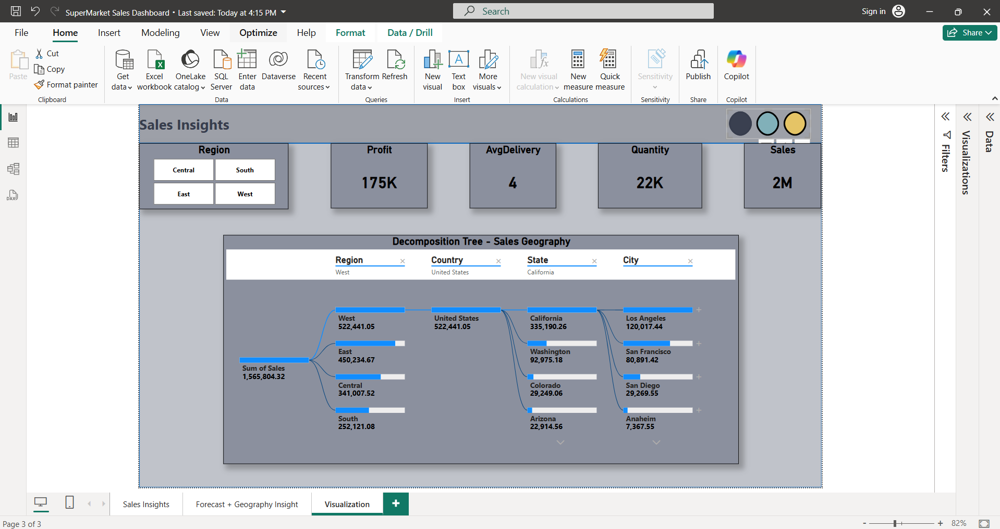 SuperMarket Sales Dashboard • Last saved: Today at 4:15 PM
Search
Sign in
File Home Insert Modeling View Optimize Help Format Data / Drill
Share
Paste
Cut
Copy
Format painter
Clipboard
Get data
Excel workbook
OneLake catalog
SQL Server
Enter data
Dataverse
Recent sources
Data
Transform data
Refresh
Queries
New visual
Text box
More visuals
Insert
New visual calculation
New measure
Quick measure
Calculations
Sensitivity
Sensitivity
Publish
Share
Copilot
Copilot
DAX
Sales Insights
Region
Central South
East West
Profit
175K
AvgDelivery
4
Quantity
22K
Sales
2M
Decomposition Tree - Sales Geography
Region
West
Country
United States
State
California
City
Sum of Sales
1,565,804.32
West
522,441.05
East
450,234.67
Central
341,007.52
South
252,121.08
United States
522,441.05
California
335,190.26
Washington
92,975.18
Colorado
29,249.06
Arizona
22,914.56
Los Angeles
120,017.44
San Francisco
80,891.42
San Diego
29,269.55
Anaheim
7,367.55
Filters
Visualizations
Data
Sales Insights Forecast + Geography Insight Visualization
Page 3 of 3
- + 82%